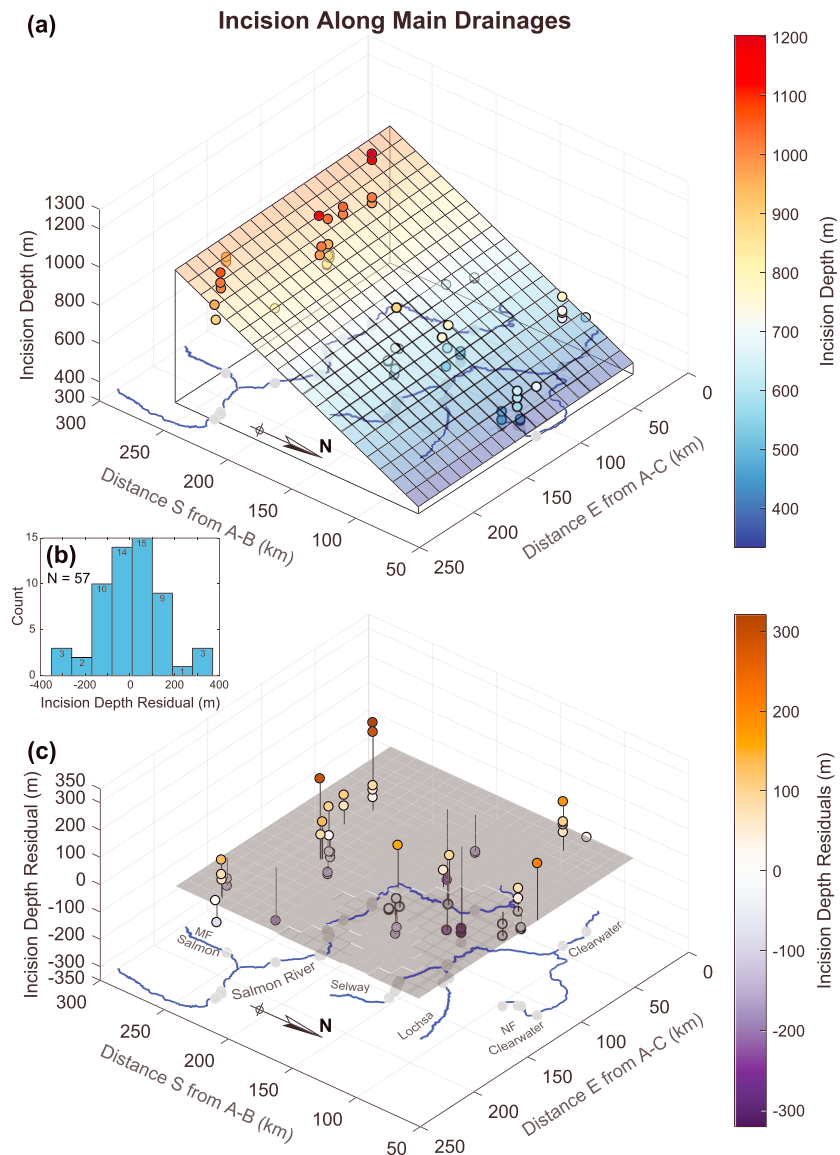 (a)
Incision Along Main Drainages
1300
1200
1000
800
600
400
300
Incision Depth (m)
300
250
200
150
100
50
Distance S from A-B (km)
N
250
200
150
100
50
0
Distance E from A-C (km)
1200
1100
1000
900
800
700
600
500
400
Incision Depth (m)
(b)
N = 57
15
10
5
0
Count
3
2
10
14
15
9
1
3
-400
-200
0
200
400
Incision Depth Residual (m)
(c)
350
300
200
100
0
-100
-200
-300
-350
Incision Depth Residual (m)
MF
Salmon
Salmon River
Selway
Lochsa
NF
Clearwater
Clearwater
N
300
250
200
150
100
50
Distance S from A-B (km)
250
200
150
100
50
0
Distance E from A-C (km)
300
200
100
0
-100
-200
-300
Incision Depth Residuals (m)